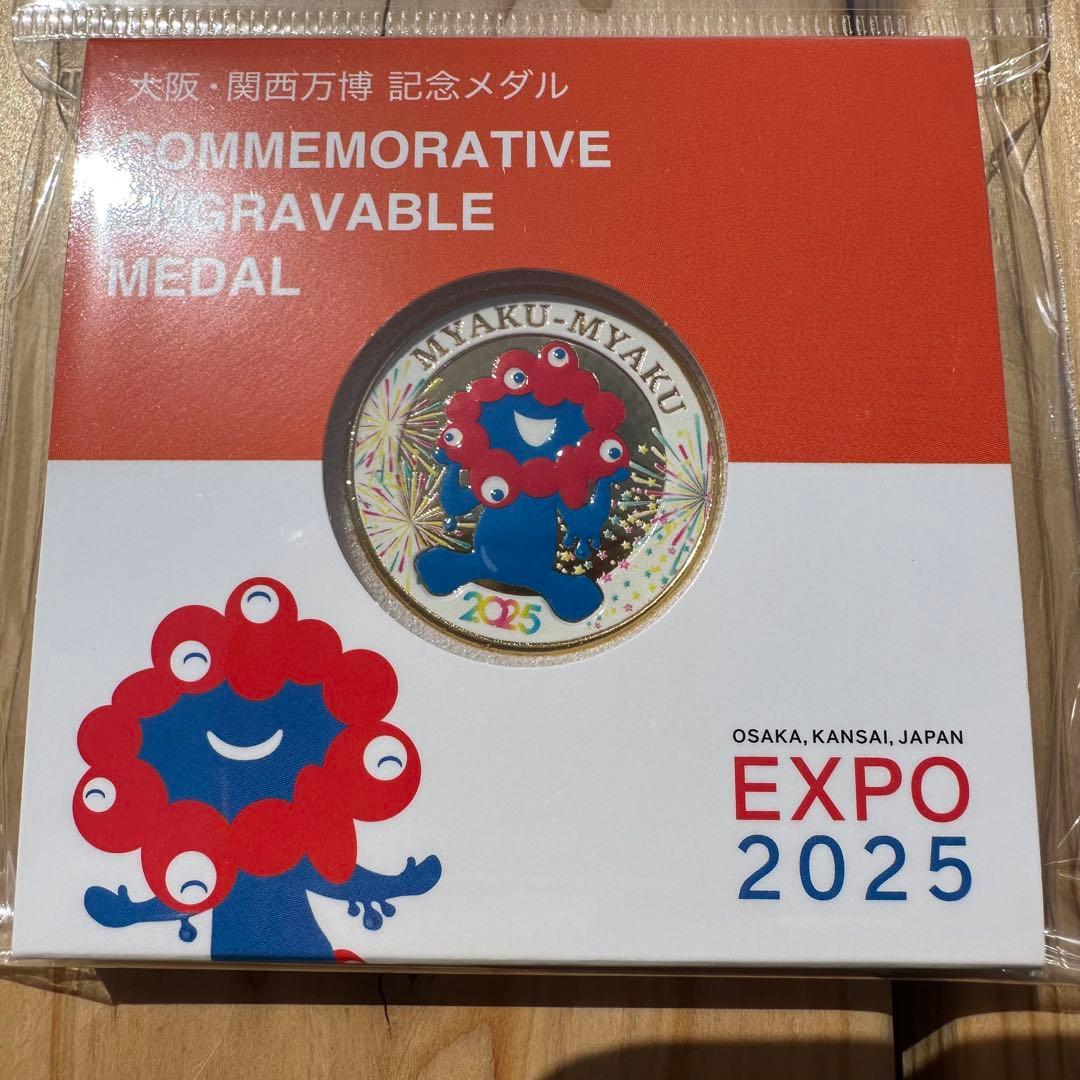 大阪・関西万博 記念メダル
COMMEMORATIVE
ENGRAVABLE
MEDAL
MYAKU-MYAKU
2025
OSAKA, KANSAI, JAPAN
EXPO
2025